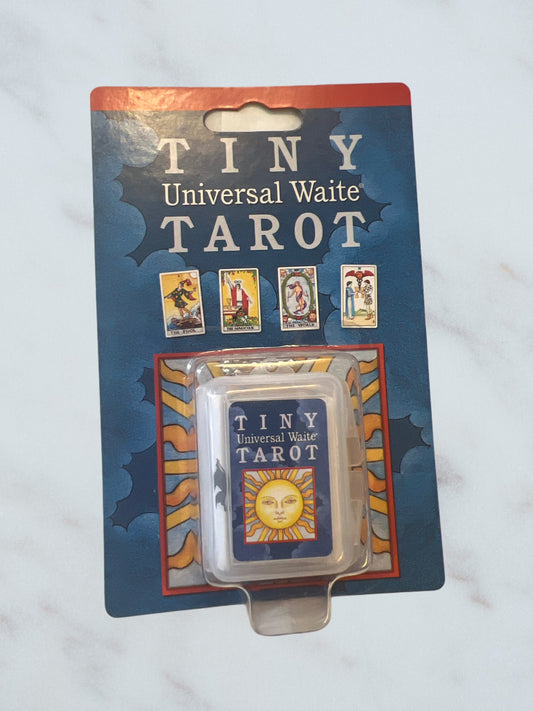 TINY
Universal Waite®
TAROT
THE FOOL
THE MAGICIAN
THE WORLD
TINY
Universal Waite®
TAROT